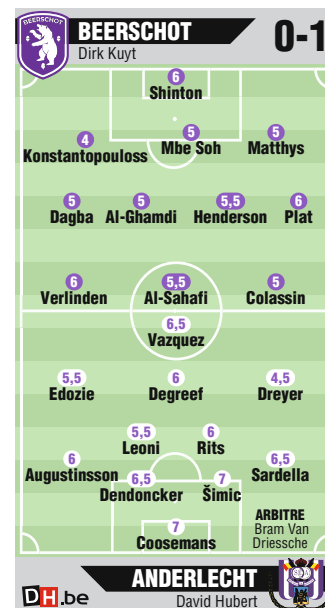 BEERSCHOT
BEERSCHOT
Dirk Kuyt
0-1
6
Shinton
4
Konstantopouloss
5
Mbe Soh
5
Matthys
5
Dagba
5
Al-Ghamdi
5,5
Henderson
6
Plat
6
Verlinden
5,5
Al-Sahafi
5
Colassin
6,5
Vazquez
5,5
Edozie
6
Degreef
4,5
Dreyer
5,5
Leoni
6
Rits
6
Augustinsson
6,5
Dendoncker
7
Šimic
6,5
Sardella
7
Coosemans
ARBITRE
Bram Van
Driessche
ANDERLECHT
David Hubert
DH.be